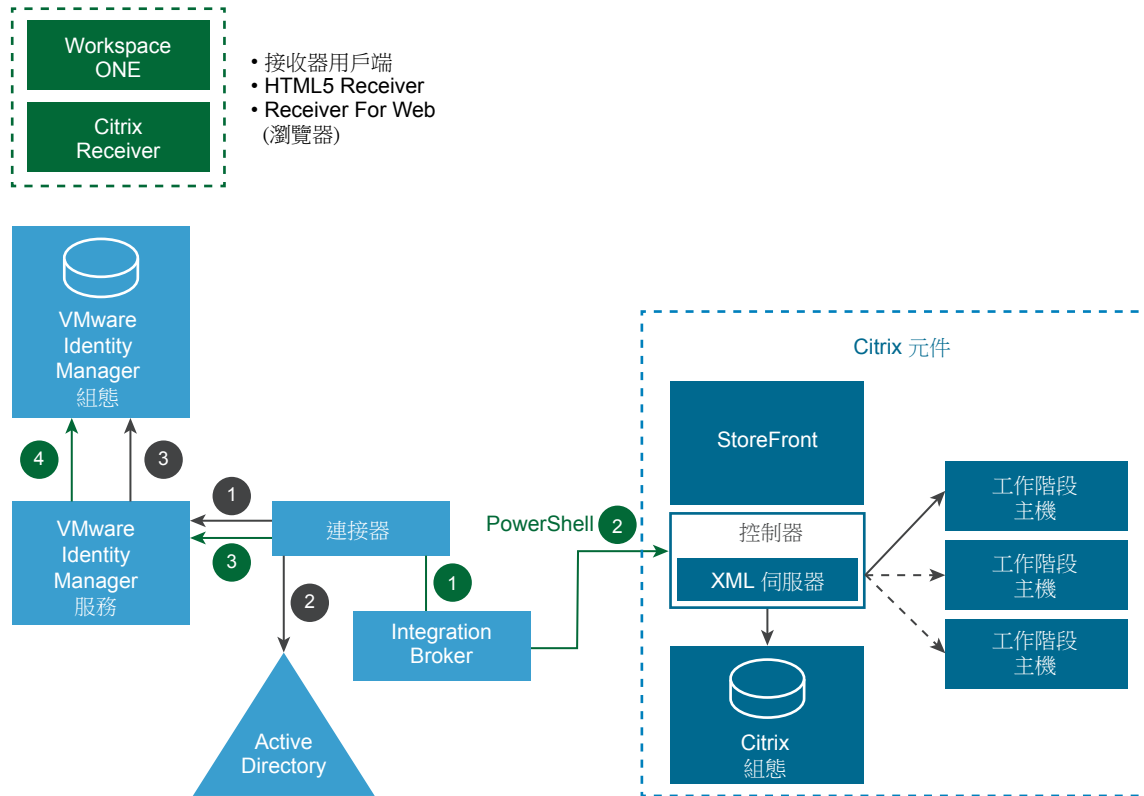 Workspace
ONE
Citrix
Receiver
• 接收器用戶端
• HTML5 Receiver
• Receiver For Web
(瀏覽器)
VMware
Identity
Manager
組態
4
3
VMware
Identity
Manager
服務
1
3
連接器
2
1
Integration
Broker
Active
Directory
PowerShell
2
Citrix 元件
StoreFront
控制器
XML 伺服器
Citrix
組態
工作階段
主機
工作階段
主機
工作階段
主機